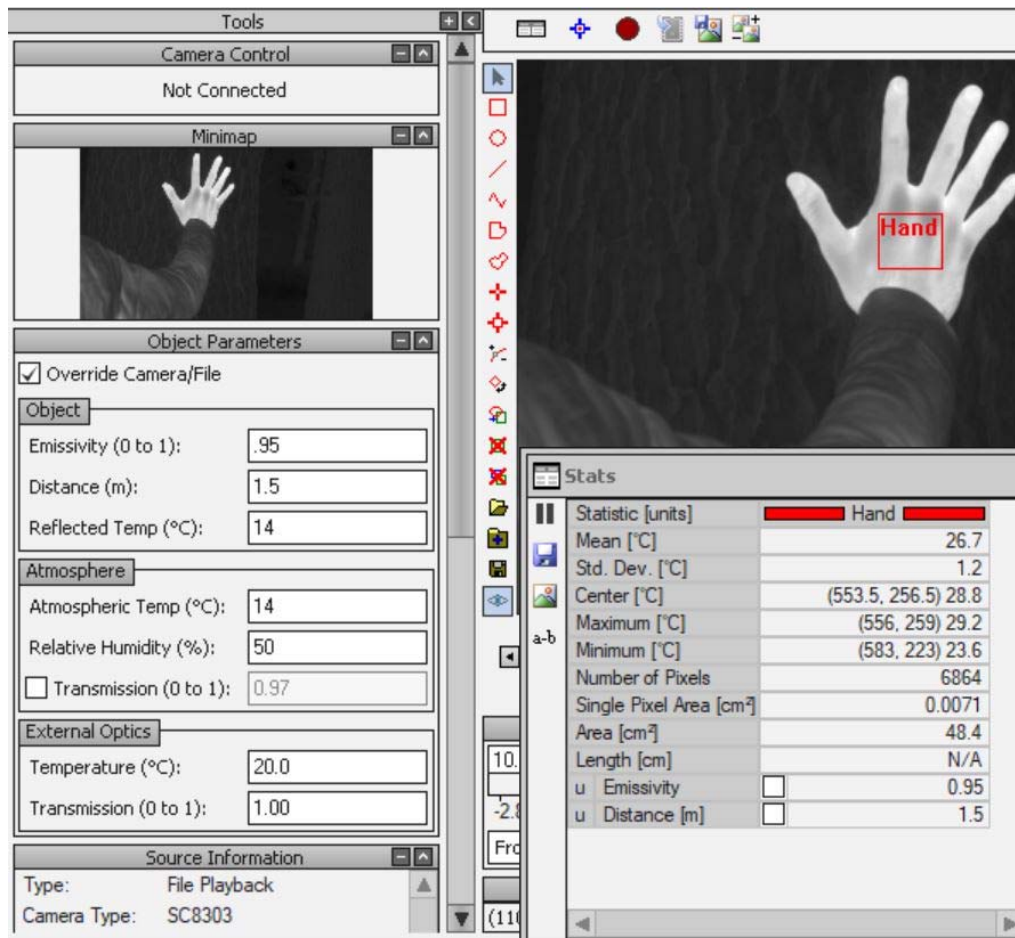 Tools
Camera Control
Not Connected
Minimap
Object Parameters
Override Camera/File
Object
Emissivity (0 to 1): .95
Distance (m): 1.5
Reflected Temp (°C): 14
Atmosphere
Atmospheric Temp (°C): 14
Relative Humidity (%): 50
Transmission (0 to 1): 0.97
External Optics
Temperature (°C): 20.0
Transmission (0 to 1): 1.00
Source Information
Type: File Playback
Camera Type: SC8303
Hand
Stats
a-b
Statistic [units] Hand
Mean [°C] 26.7
Std. Dev. [°C] 1.2
Center [°C] (553.5, 256.5) 28.8
Maximum [°C] (556, 259) 29.2
Minimum [°C] (583, 223) 23.6
Number of Pixels 6864
Single Pixel Area [cm²] 0.0071
Area [cm²] 48.4
Length [cm] N/A
u Emissivity 0.95
u Distance [m] 1.5
10.
-2.8
Fro
(110